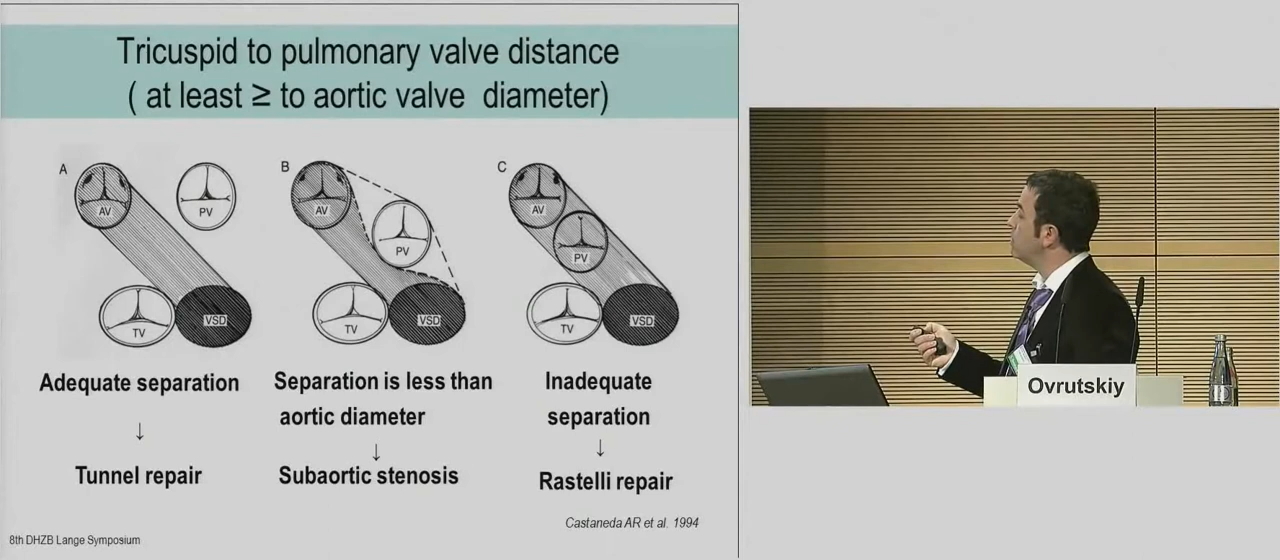 Tricuspid to pulmonary valve distance
( at least ≥ to aortic valve diameter)
A
AV
PV
TV
VSD
B
AV
PV
TV
VSD
C
AV
PV
TV
VSD
Adequate separation
↓
Tunnel repair
Separation is less than
aortic diameter
↓
Subaortic stenosis
Inadequate
separation
↓
Rastelli repair
Castaneda AR et al. 1994
8th DHZB Lange Symposium
Ovrutskiy